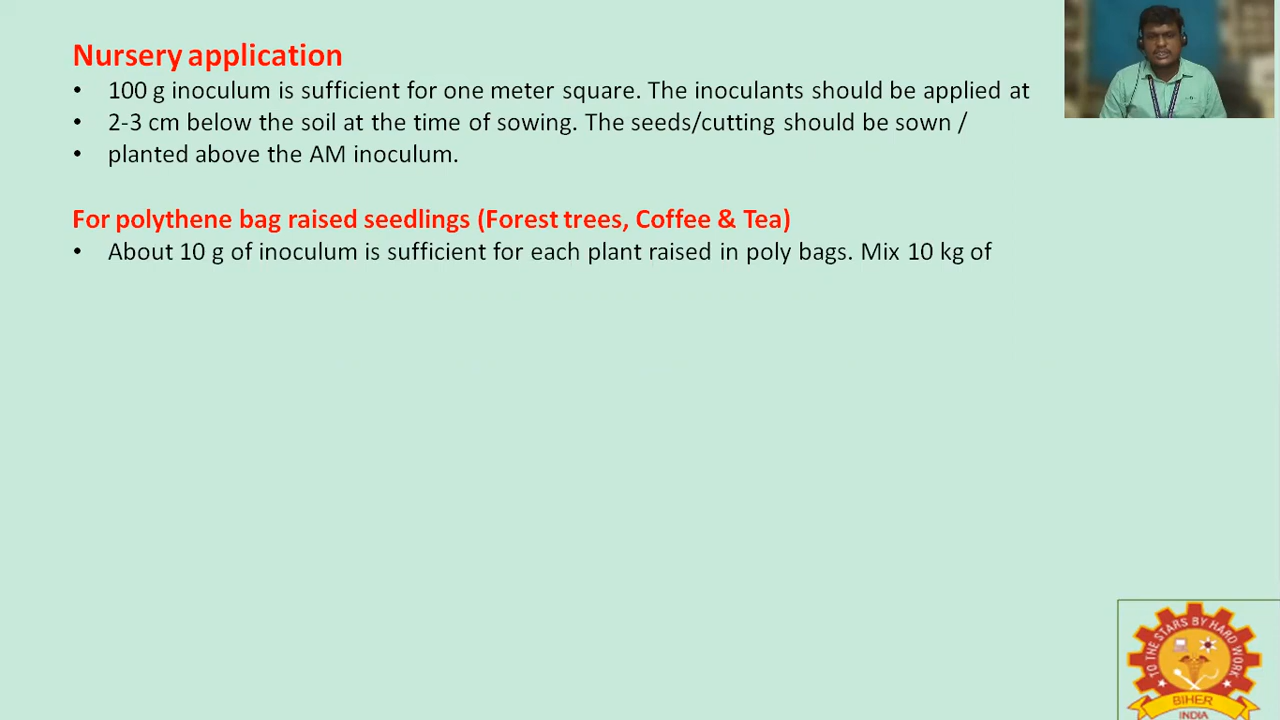 Nursery application
• 100 g inoculum is sufficient for one meter square. The inoculants should be applied at
• 2-3 cm below the soil at the time of sowing. The seeds/cutting should be sown /
• planted above the AM inoculum.
For polythene bag raised seedlings (Forest trees, Coffee & Tea)
• About 10 g of inoculum is sufficient for each plant raised in poly bags. Mix 10 kg of
TO THE STARS BY HARD WORK
BIHER
INDIA